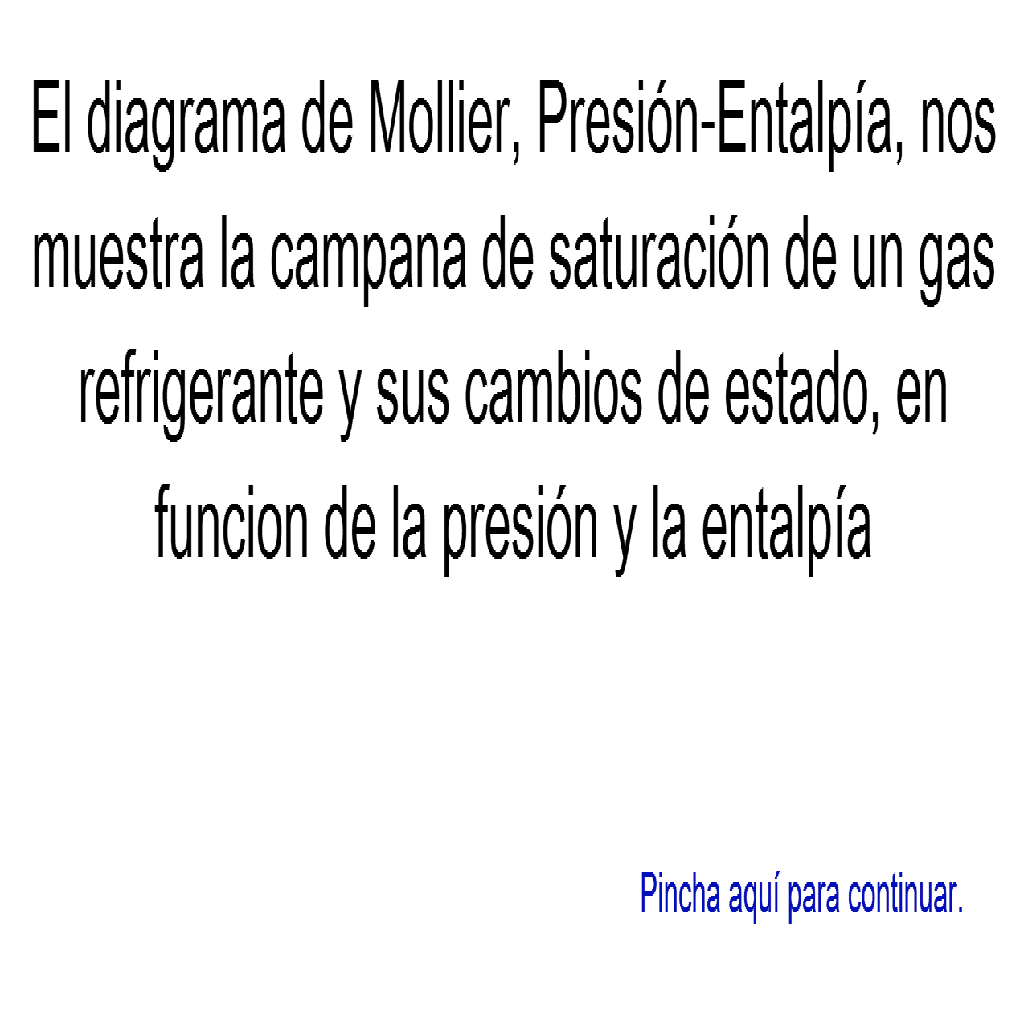 El diagrama de Mollier, Presión-Entalpía, nos
muestra la campana de saturación de un gas
refrigerante y sus cambios de estado, en
funcion de la presión y la entalpía
Pincha aquí para continuar.